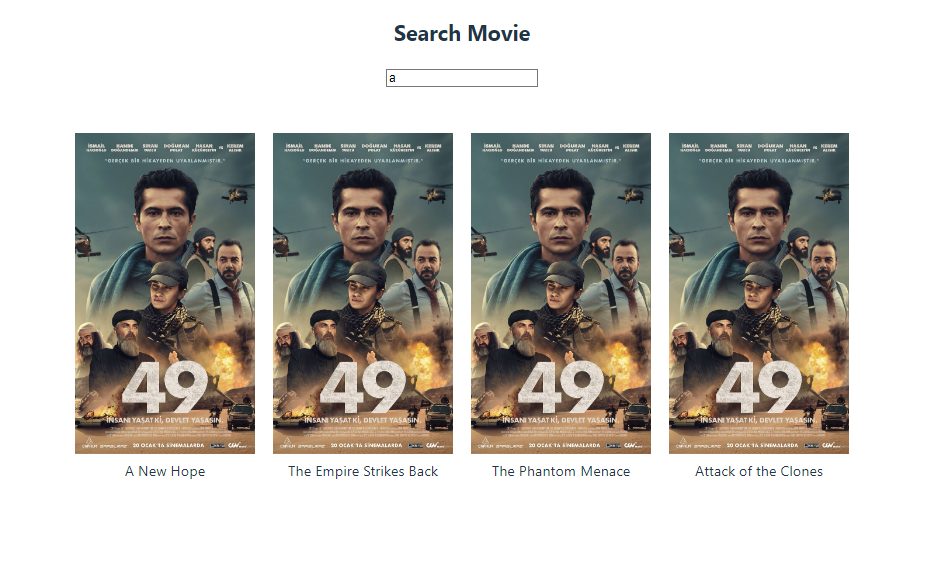 Search Movie
a
İSMAİL HACIOĞLU HANDE DOĞANDEMİR SİNAN TUZCU DOĞUKAN POLAT HASAN KÜÇÜKÇETİN ve KEREM ALIŞIK
"GERÇEK BİR HİKAYEDEN UYARLANMIŞTIR."
49
İNSANI YAŞAT Kİ, DEVLET YAŞASIN.
20 OCAK'TA SİNEMALARDA
CGV
A New Hope
İSMAİL HACIOĞLU HANDE DOĞANDEMİR SİNAN TUZCU DOĞUKAN POLAT HASAN KÜÇÜKÇETİN ve KEREM ALIŞIK
"GERÇEK BİR HİKAYEDEN UYARLANMIŞTIR."
49
İNSANI YAŞAT Kİ, DEVLET YAŞASIN.
20 OCAK'TA SİNEMALARDA
CGV
The Empire Strikes Back
İSMAİL HACIOĞLU HANDE DOĞANDEMİR SİNAN TUZCU DOĞUKAN POLAT HASAN KÜÇÜKÇETİN ve KEREM ALIŞIK
"GERÇEK BİR HİKAYEDEN UYARLANMIŞTIR."
49
İNSANI YAŞAT Kİ, DEVLET YAŞASIN.
20 OCAK'TA SİNEMALARDA
CGV
The Phantom Menace
İSMAİL HACIOĞLU HANDE DOĞANDEMİR SİNAN TUZCU DOĞUKAN POLAT HASAN KÜÇÜKÇETİN ve KEREM ALIŞIK
"GERÇEK BİR HİKAYEDEN UYARLANMIŞTIR."
49
İNSANI YAŞAT Kİ, DEVLET YAŞASIN.
20 OCAK'TA SİNEMALARDA
CGV
Attack of the Clones